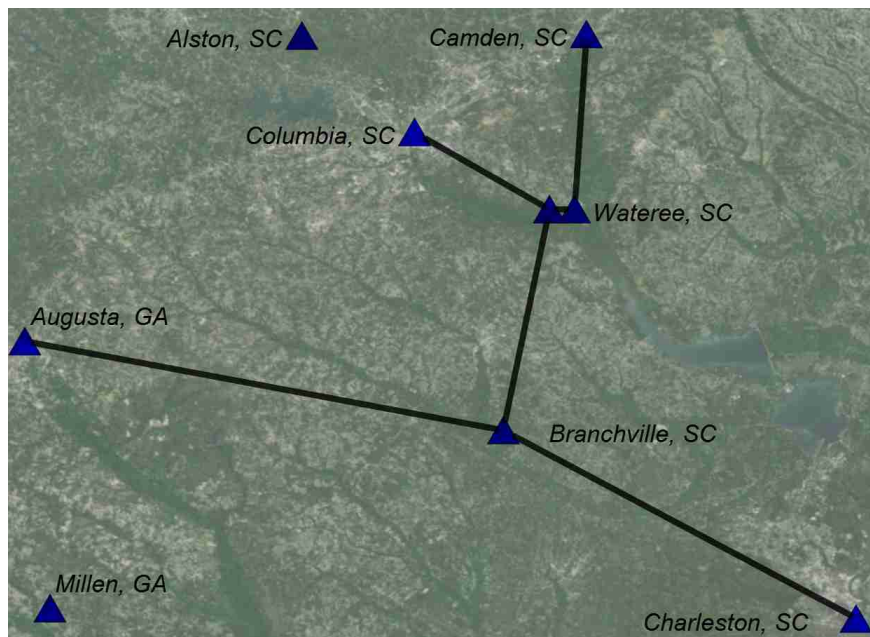 Alston, SC
Camden, SC
Columbia, SC
Wateree, SC
Augusta, GA
Branchville, SC
Millen, GA
Charleston, SC